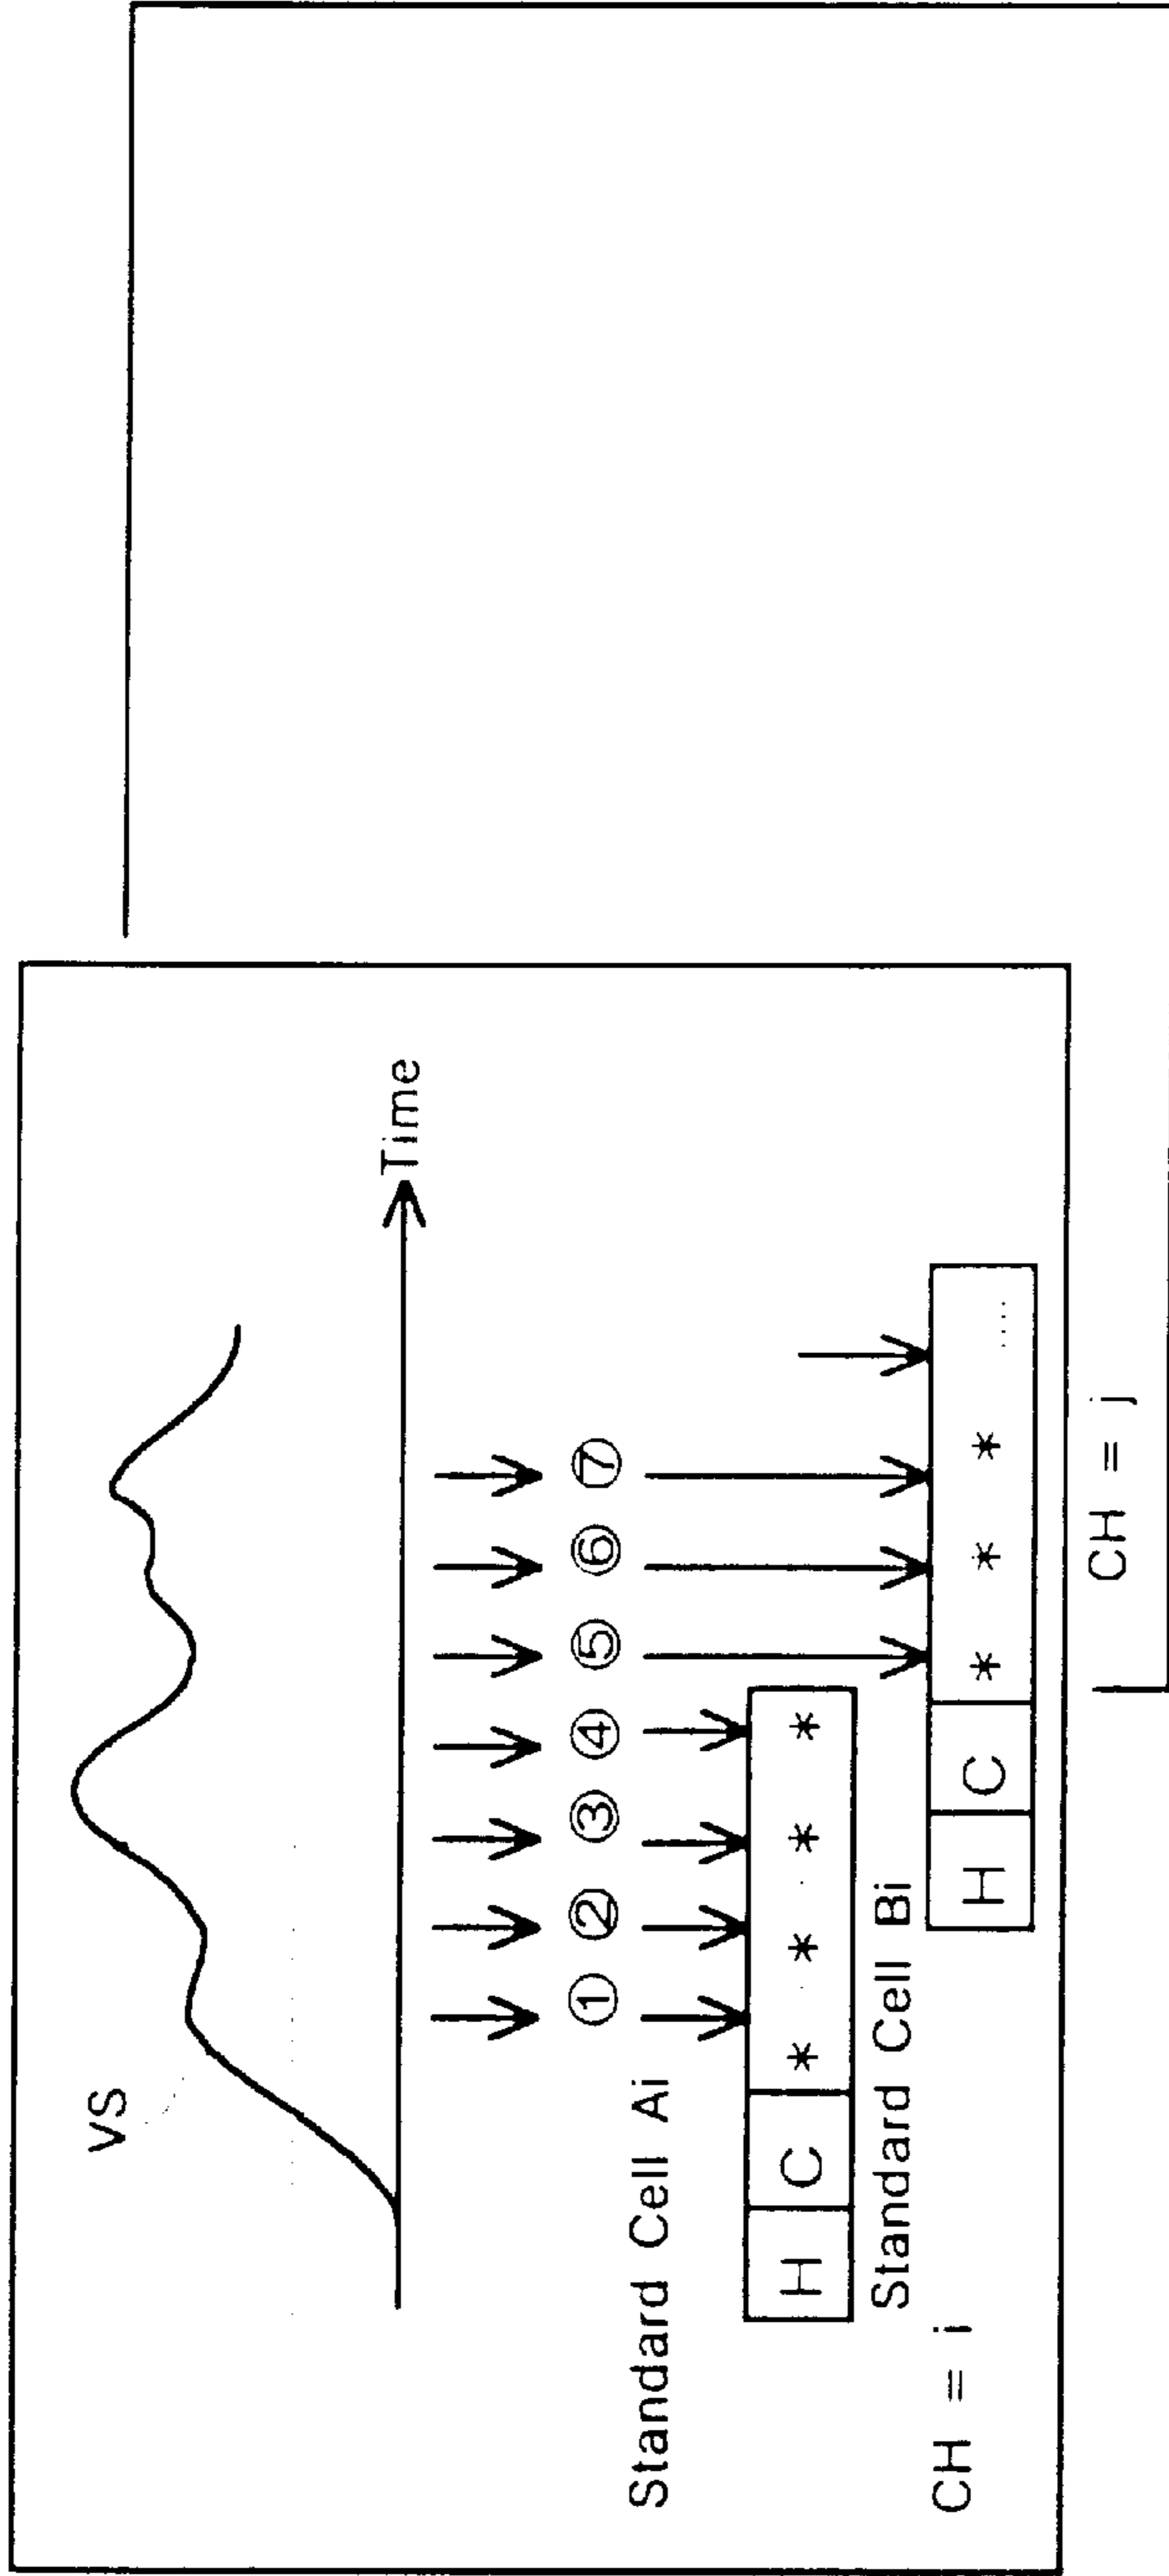 VS
Time
① ② ③ ④ ⑤ ⑥ ⑦
Standard Cell Ai
H C * * * *
Standard Cell Bi
H C * * * ....
CH = i
CH = j